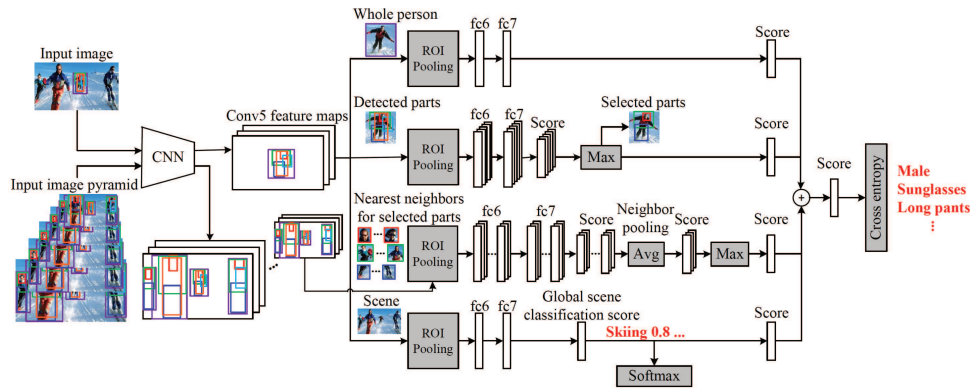 Whole person
fc6 fc7
Input image
ROI
Pooling
Score
Detected parts
Selected parts
Conv5 feature maps
fc6 fc7 Score
CNN
ROI
Pooling
Max
Score
Score
Input image pyramid
Nearest neighbors
for selected parts
fc6 fc7
Score
Neighbor
pooling
Score
Score
ROI
Pooling
Avg
Max
+
Cross entropy
Male
Sunglasses
Long pants
...
Scene
fc6 fc7
Global scene
classification score
Score
ROI
Pooling
Skiing 0.8 ...
Softmax